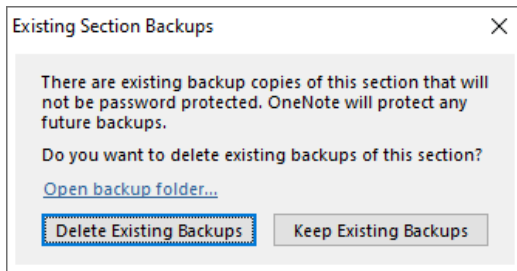 Existing Section Backups
There are existing backup copies of this section that will
not be password protected. OneNote will protect any
future backups.
Do you want to delete existing backups of this section?
Open backup folder...
Delete Existing Backups Keep Existing Backups